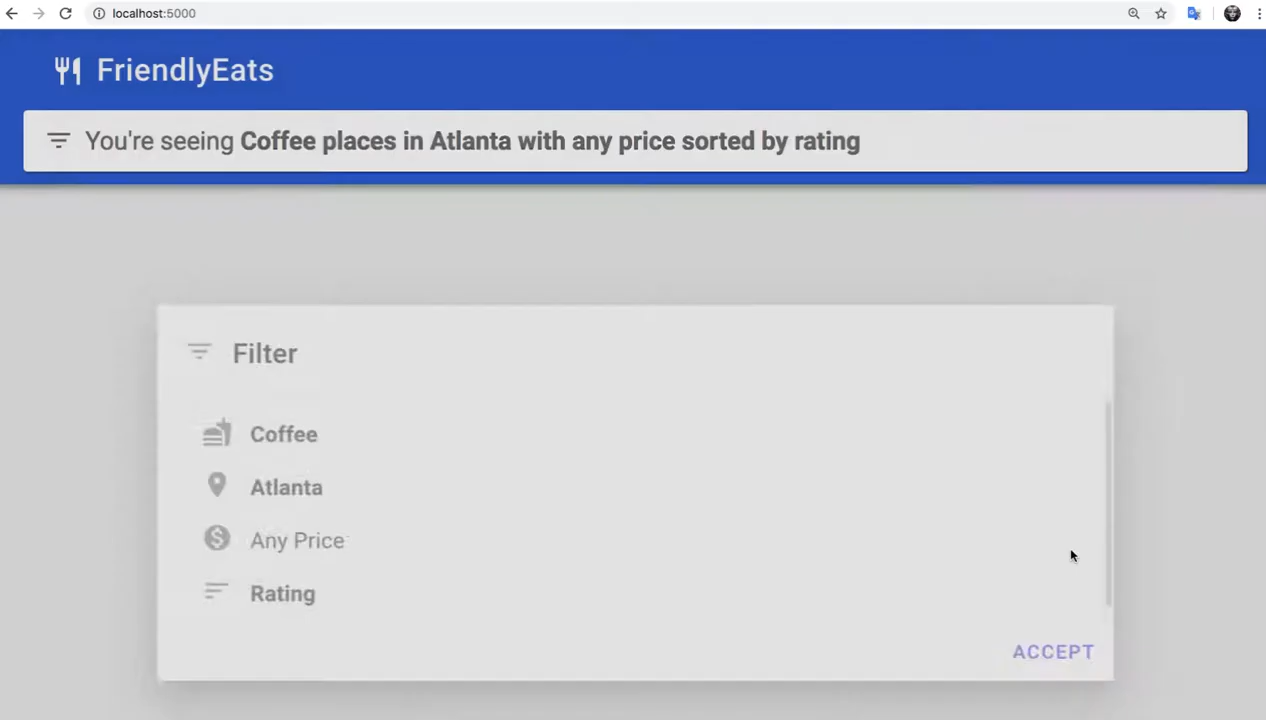 localhost:5000
FriendlyEats
You're seeing Coffee places in Atlanta with any price sorted by rating
Filter
Coffee
Atlanta
Any Price
Rating
ACCEPT